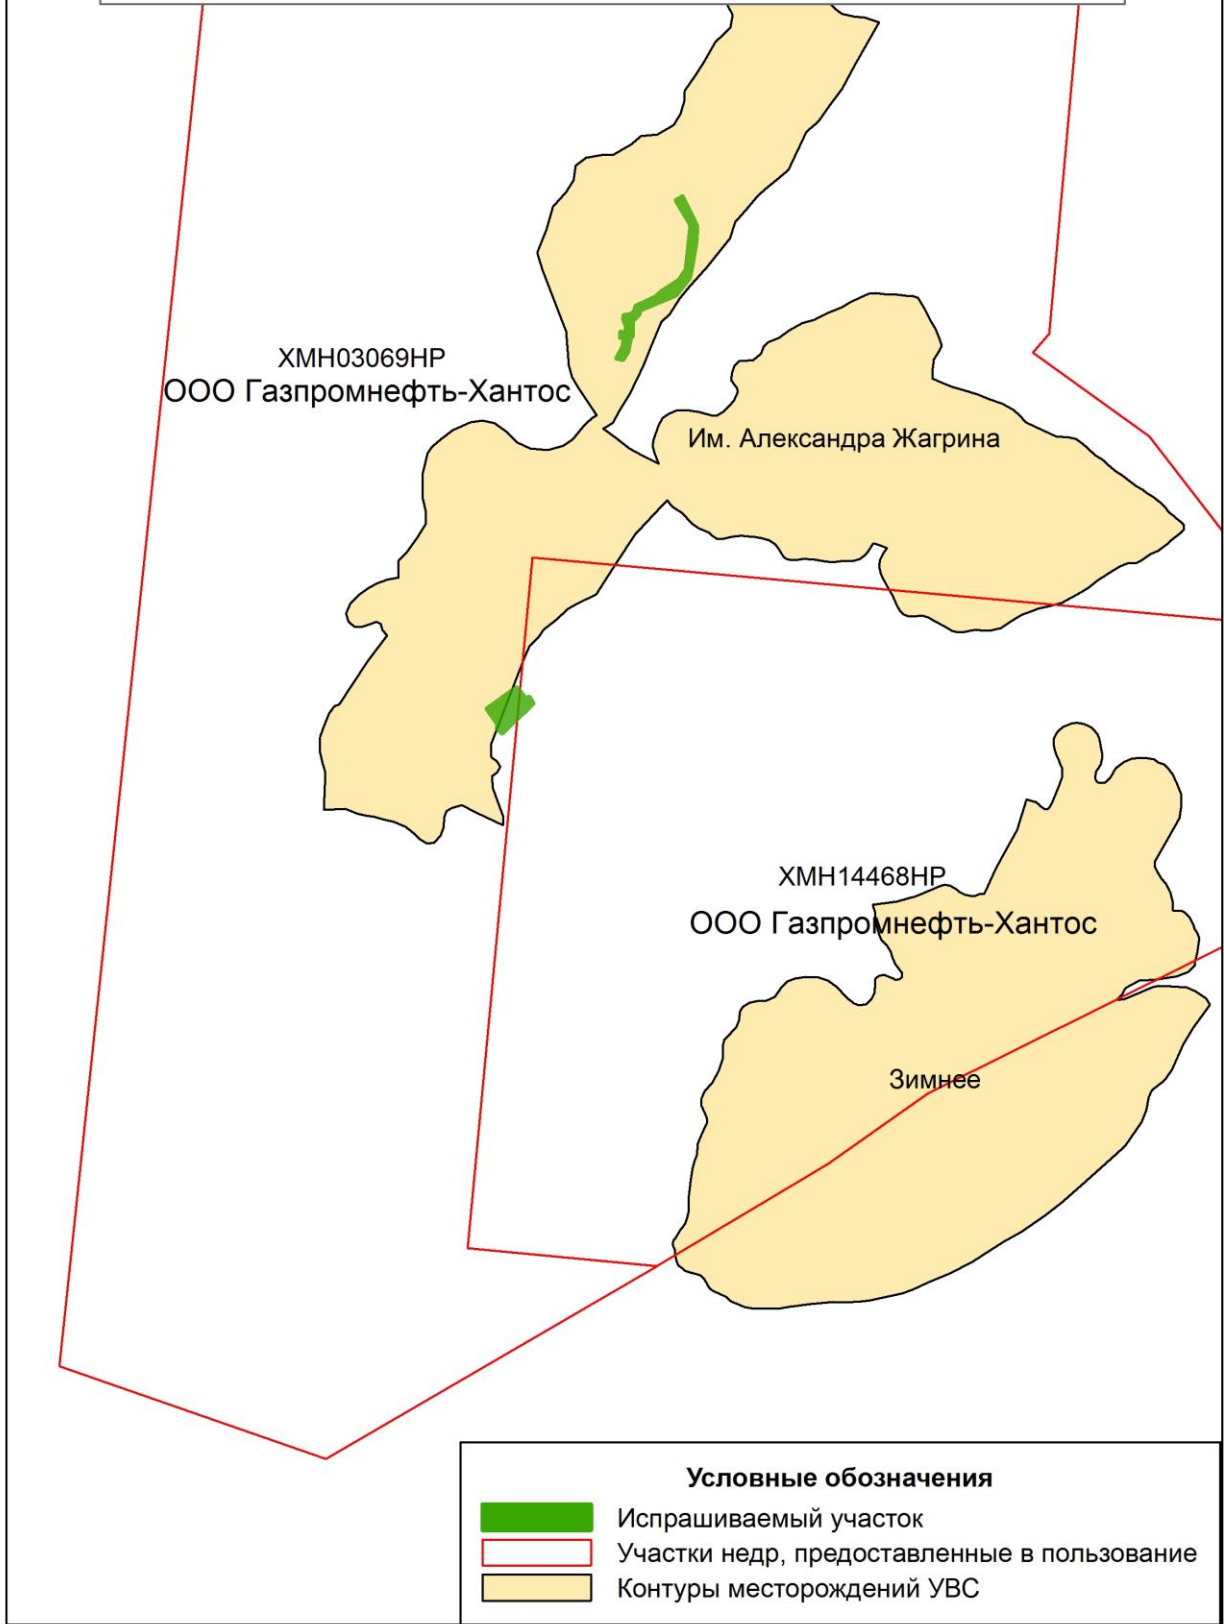 ХМН03069НР
ООО Газпромнефть-Хантос
Им. Александра Жагрина
ХМН14468НР
ООО Газпромнефть-Хантос
Зимнее
Условные обозначения
Испрашиваемый участок
Участки недр, предоставленные в пользование
Контуры месторождений УВС